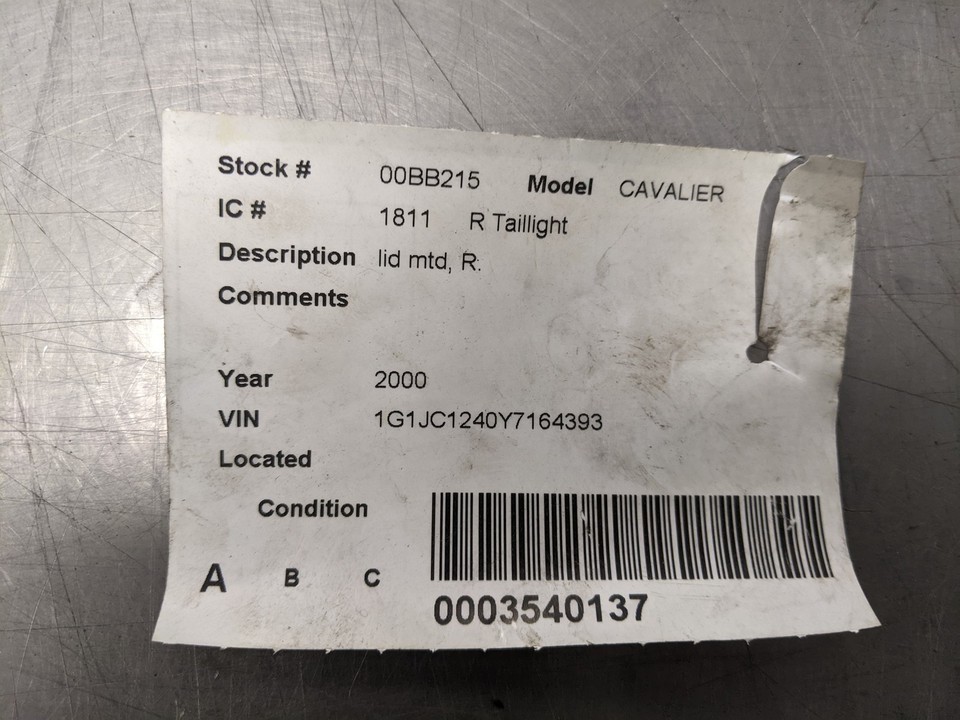 Stock # 00BB215 Model CAVALIER
IC # 1811 R Taillight
Description lid mtd, R.
Comments
Year 2000
VIN 1G1JC1240Y7164393
Located
Condition
A B C
0003540137